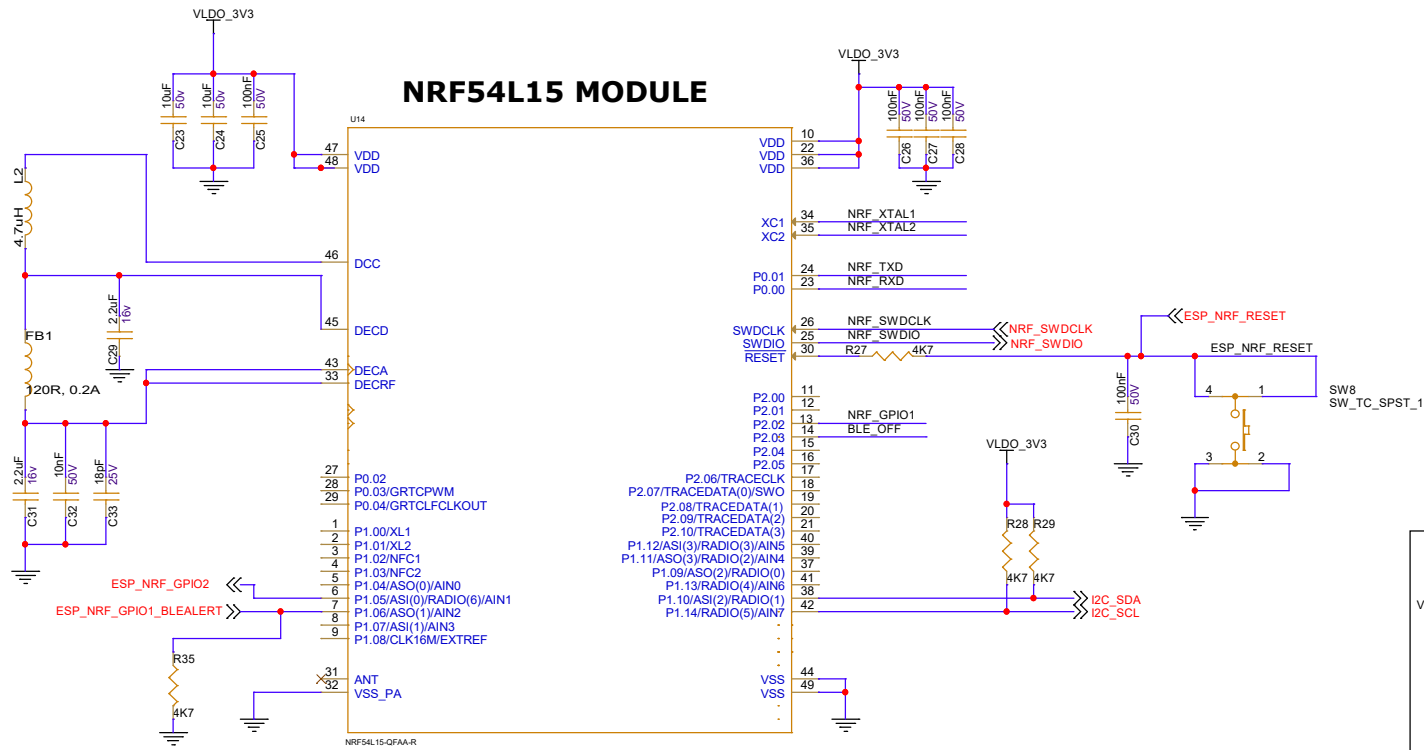 VLDO_3V3
10uF
50v
C23
10uF
50v
C24
100nF
50V
C25
NRF54L15 MODULE
VLDO_3V3
100nF
50V
C26
100nF
50V
C27
100nF
50V
C28
U14
47 VDD
48 VDD
46 DCC
45 DECD
43 DECA
33 DECRF
27 P0.02
28 P0.03/GRTCPWM
29 P0.04/GRTCLFCLKOUT
1 P1.00/XL1
2 P1.01/XL2
3 P1.02/NFC1
4 P1.03/NFC2
5 P1.04/ASO(0)/AIN0
6 P1.05/ASI(0)/RADIO(6)/AIN1
7 P1.06/ASO(1)/AIN2
8 P1.07/ASI(1)/AIN3
9 P1.08/CLK16M/EXTREF
31 ANT
32 VSS_PA
VDD 10
VDD 22
VDD 36
XC1 34 NRF_XTAL1
XC2 35 NRF_XTAL2
P0.01 24 NRF_TXD
P0.00 23 NRF_RXD
SWDCLK 26 NRF_SWDCLK NRF_SWDCLK
SWDIO 25 NRF_SWDIO NRF_SWDIO
RESET 30 R27 4K7
P2.00 11
P2.01 12
P2.02 13 NRF_GPIO1
P2.03 14 BLE_OFF
P2.04 15
P2.05 16
P2.06/TRACECLK 17
P2.07/TRACEDATA(0)/SWO 18
P2.08/TRACEDATA(1) 19
P2.09/TRACEDATA(2) 20
P2.10/TRACEDATA(3) 21
P1.12/ASI(3)/RADIO(3)/AIN5 40
P1.11/ASO(3)/RADIO(2)/AIN4 39
P1.09/ASO(2)/RADIO(0) 37
P1.13/RADIO(4)/AIN6 41
P1.10/ASI(2)/RADIO(1) 38 I2C_SDA
P1.14/RADIO(5)/AIN7 42 I2C_SCL
VSS 44
VSS 49
NRF54L15-QFAA-R
L2
4.7uH
2.2uF
16v
C29
FB1
120R, 0.2A
2.2uF
16v
C31
10nF
50V
C32
18pF
25V
C33
ESP_NRF_GPIO2
ESP_NRF_GPIO1_BLEALERT
R35
4K7
ESP_NRF_RESET
ESP_NRF_RESET
100nF
50V
C30
4 1
3 2
SW8
SW_TC_SPST_1
VLDO_3V3
R28 R29
4K7 4K7
V